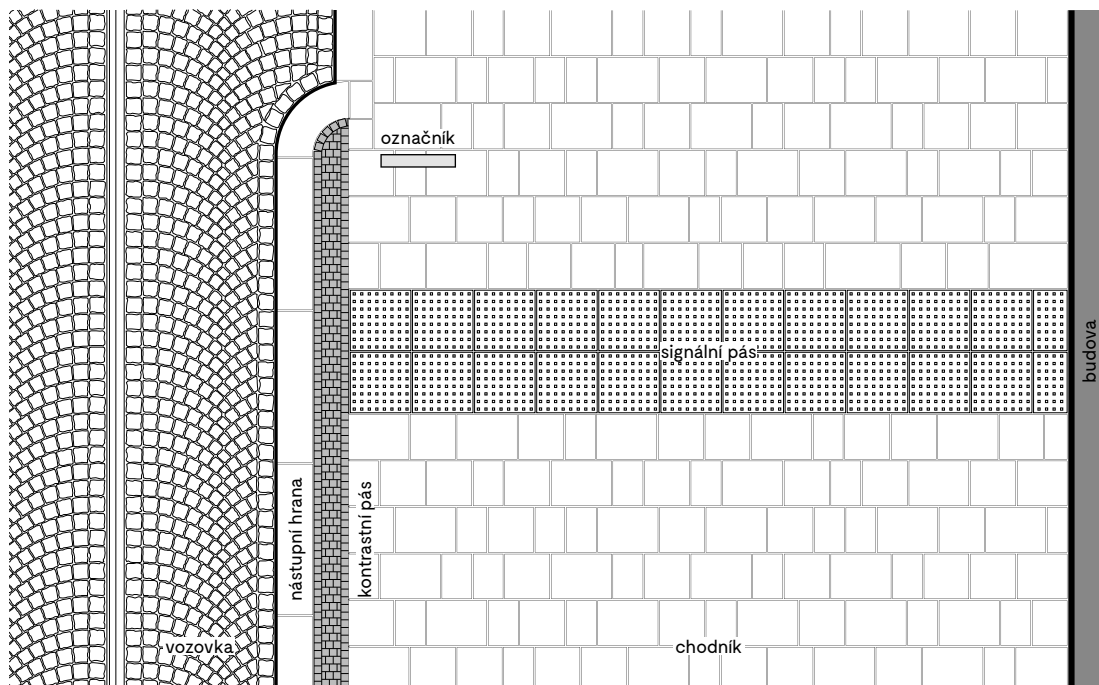 označník
signální pás
budova
nástupní hrana
kontrastní pás
vozovka
chodník